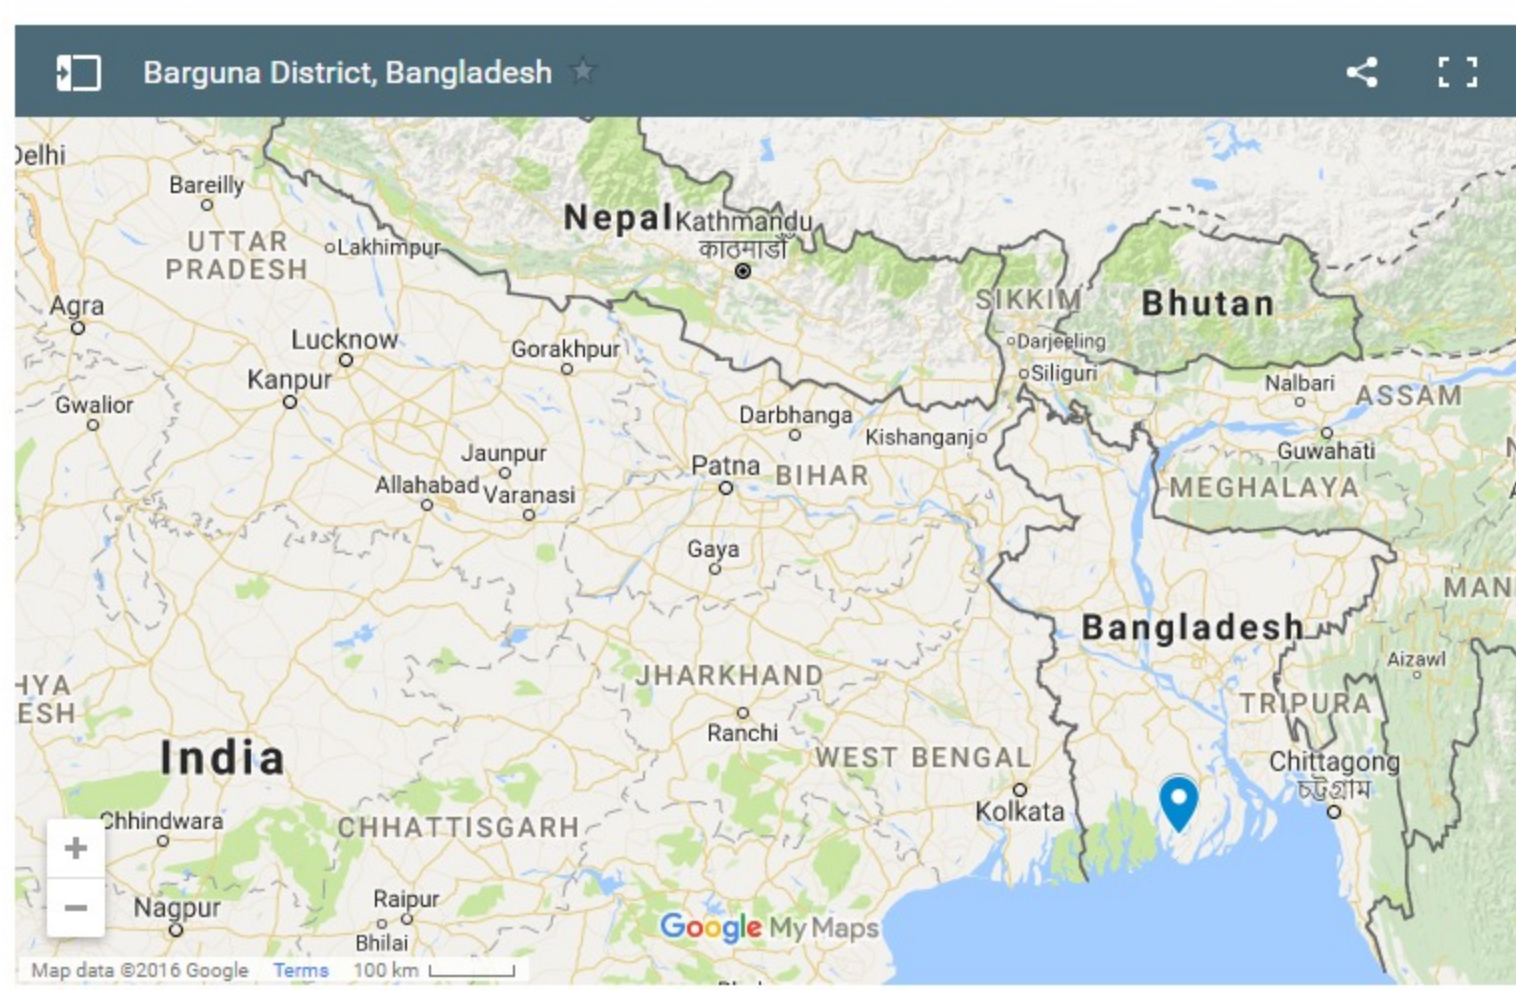 Barguna District, Bangladesh
Delhi
Bareilly
Nepal
Kathmandu
काठमाडौं
UTTAR
PRADESH
Lakhimpur
SIKKIM
Bhutan
Agra
Lucknow
Gorakhpur
Darjeeling
Siliguri
Kanpur
Nalbari
ASSAM
Gwalior
Darbhanga
Kishanganj
Guwahati
Jaunpur
Patna
BIHAR
Allahabad
Varanasi
MEGHALAYA
Gaya
MANI
Bangladesh
Aizawl
HYA
ESH
JHARKHAND
TRIPURA
Ranchi
India
WEST BENGAL
Chittagong
চট্টগ্রাম
Kolkata
Chhindwara
CHHATTISGARH
+
−
Nagpur
Raipur
Bhilai
Google My Maps
Map data ©2016 Google Terms 100 km